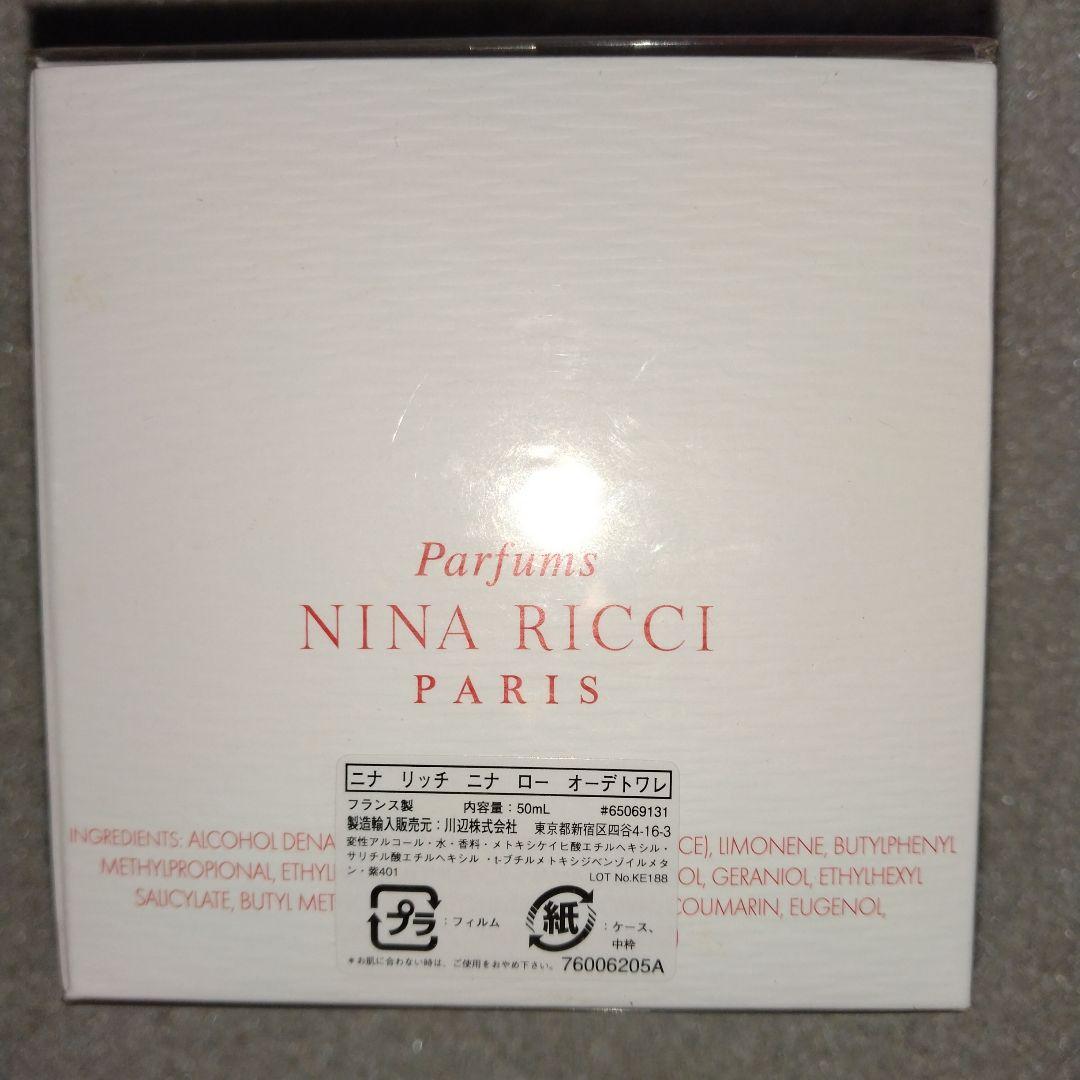 Parfums
NINA RICCI
PARIS
ニナ リッチ ニナ ロー オーデトワレ
フランス製 内容量：50mL #65069131
製造輸入販売元：川辺株式会社 東京都新宿区四谷4-16-3
変性アルコール・水・香料・メトキシケイヒ酸エチルヘキシル・
サリチル酸エチルヘキシル ・t-ブチルメトキシジベンゾイルメタ
ン・紫401 LOT No.KE188
プラ：フィルム 紙：ケース、
中枠
＊お肌に合わない時は、ご使用をおやめ下さい。 76006205A
INGREDIENTS: ALCOHOL DENA CE), LIMONENE, BUTYLPHENYL
METHYLPROPIONAL, ETHYL OL, GERANIOL, ETHYLHEXYL
SALICYLATE, BUTYL MET COUMARIN, EUGENOL,